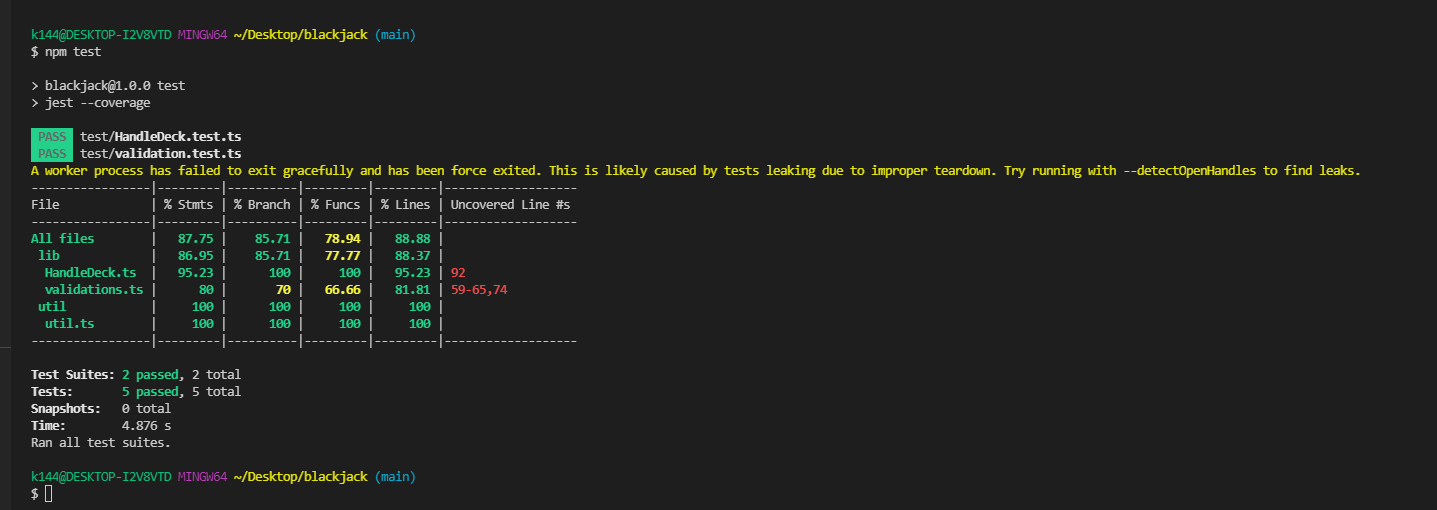 k144@DESKTOP-I2V8VTD MINGW64 ~/Desktop/blackjack (main)
$ npm test
> blackjack@1.0.0 test
> jest --coverage
PASS test/HandleDeck.test.ts
PASS test/validation.test.ts
A worker process has failed to exit gracefully and has been force exited. This is likely caused by tests leaking due to improper teardown. Try running with --detectOpenHandles to find leaks.
-----------------|---------|----------|---------|---------|-------------------
File             | % Stmts | % Branch | % Funcs | % Lines | Uncovered Line #s
-----------------|---------|----------|---------|---------|-------------------
All files        |   87.75 |    85.71 |   78.94 |   88.88 |
 lib             |   86.95 |    85.71 |   77.77 |   88.37 |
  HandleDeck.ts  |   95.23 |      100 |     100 |   95.23 | 92
  validations.ts |      80 |       70 |   66.66 |   81.81 | 59-65,74
 util            |     100 |      100 |     100 |     100 |
  util.ts        |     100 |      100 |     100 |     100 |
-----------------|---------|----------|---------|---------|-------------------
Test Suites: 2 passed, 2 total
Tests:       5 passed, 5 total
Snapshots:   0 total
Time:        4.876 s
Ran all test suites.
k144@DESKTOP-I2V8VTD MINGW64 ~/Desktop/blackjack (main)
$